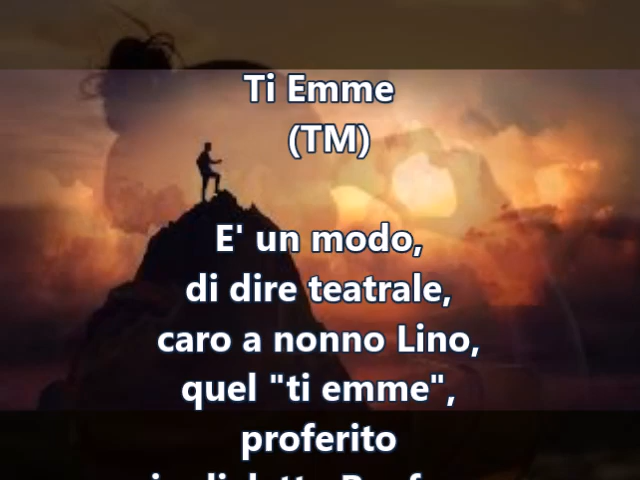 Ti Emme
(TM)
E' un modo,
di dire teatrale,
caro a nonno Lino,
quel "ti emme",
proferito